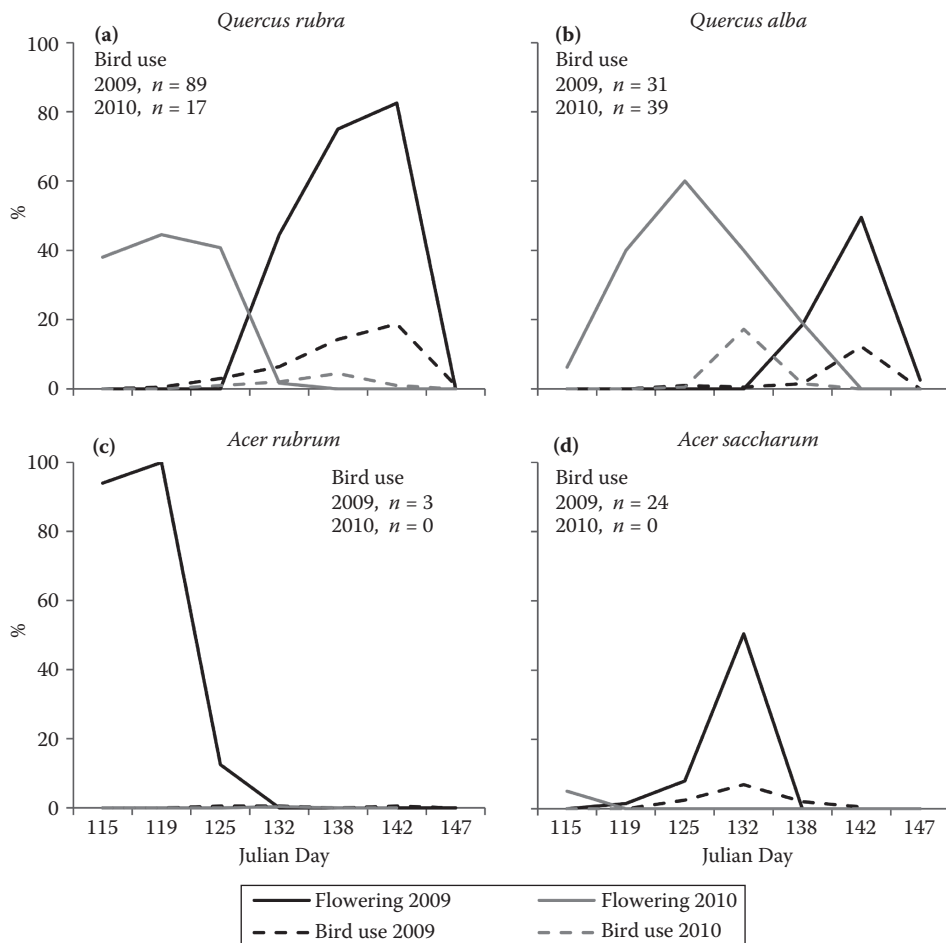 Quercus rubra
(a)
Bird use
2009, n = 89
2010, n = 17
100
80
60
40
20
0
%
Quercus alba
(b)
Bird use
2009, n = 31
2010, n = 39
Acer rubrum
(c)
Bird use
2009, n = 3
2010, n = 0
100
80
60
40
20
0
%
115 119 125 132 138 142 147
Julian Day
Acer saccharum
(d)
Bird use
2009, n = 24
2010, n = 0
115 119 125 132 138 142 147
Julian Day
Flowering 2009
Flowering 2010
Bird use 2009
Bird use 2010